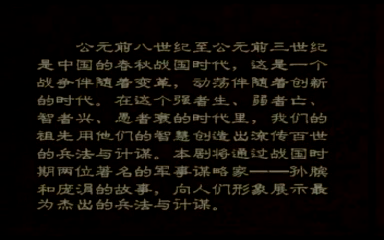 公元前八世纪至公元前三世纪
是中国的春秋战国时代，这是一个
战争伴随着变革，动荡伴随着创新
的时代。在这个强者生、弱者亡、
智者兴、愚者衰的时代里，我们的
祖先用他们的智慧创造出流传百世
的兵法与计谋。本剧将通过战国时
期两位著名的军事谋略家——孙膑
和庞涓的故事，向人们形象展示最
为杰出的兵法与计谋。